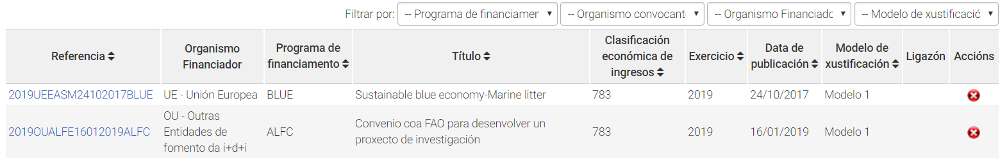 Filtrar por: -- Programa de financiamen -- Organismo convocant -- Organismo Financiadc -- Modelo de xustificació
Referencia Organismo Financiador Programa de financiamento Título Clasificación económica de ingresos Exercicio Data de publicación Modelo de xustificación Ligazón Accións
2019UEEASM24102017BLUE UE - Unión Europea BLUE Sustainable blue economy-Marine litter 783 2019 24/10/2017 Modelo 1
2019OUALFE16012019ALFC OU - Outras Entidades de fomento da i+d+i ALFC Convenio coa FAO para desenvolver un proxecto de investigación 783 2019 16/01/2019 Modelo 1